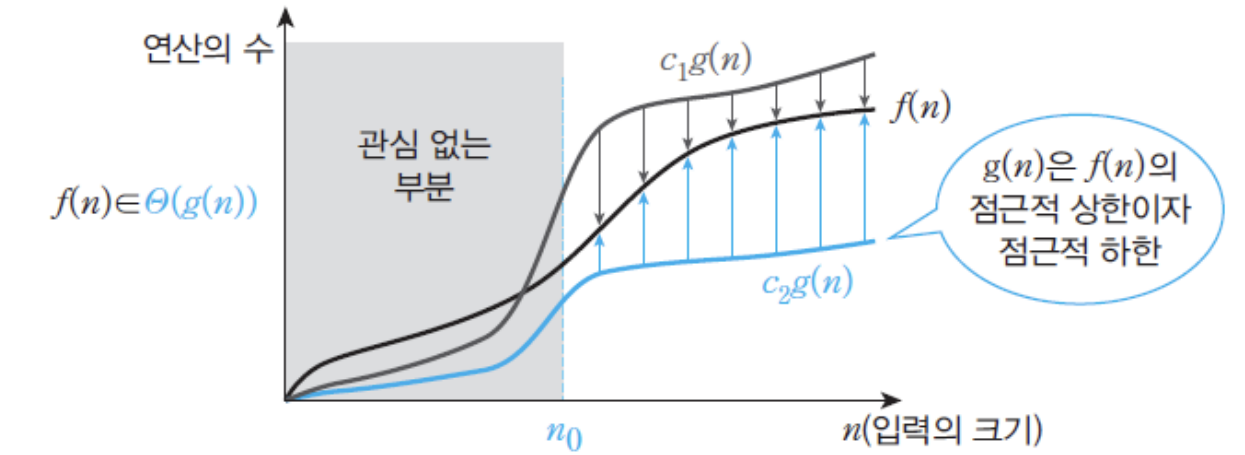 연산의 수
관심 없는
부분
f(n)∈Θ(g(n))
c₁g(n)
f(n)
c₂g(n)
g(n)은 f(n)의
점근적 상한이자
점근적 하한
n₀
n(입력의 크기)